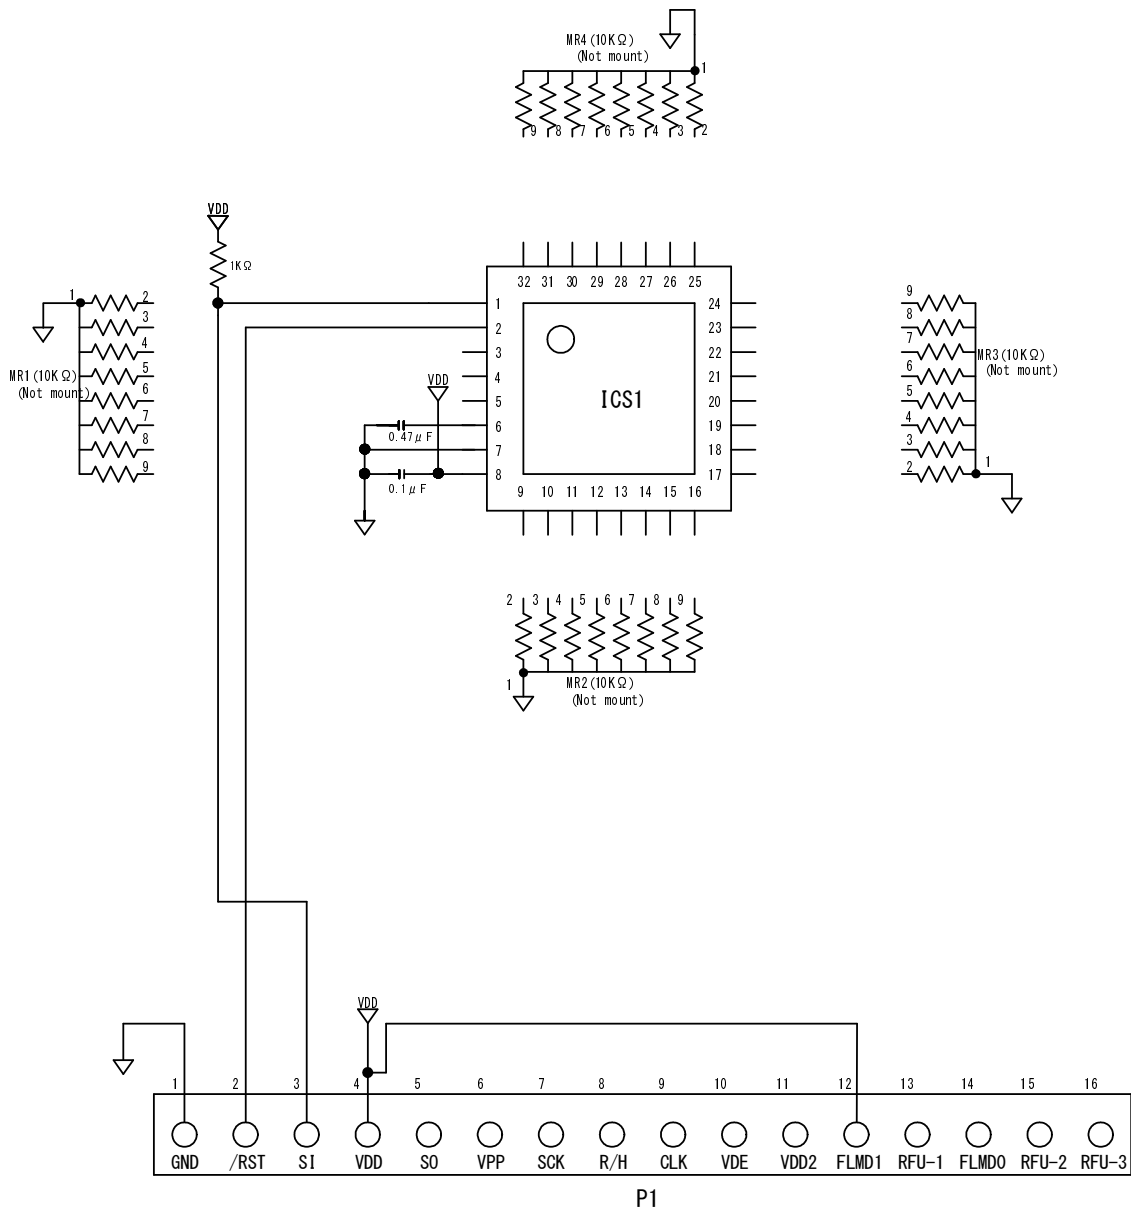 MR4(10KΩ)
(Not mount)
1
9 8 7 6 5 4 3 2
VDD
1KΩ
32 31 30 29 28 27 26 25
1
2
3
4
5
6
7
8
9
MR1(10KΩ)
(Not mount)
VDD
0.47μF
0.1μF
1
2
3
4
5
6
7
8
ICS1
24
23
22
21
20
19
18
17
9 10 11 12 13 14 15 16
9
8
7
6
5
4
3
2
1
MR3(10KΩ)
(Not mount)
2 3 4 5 6 7 8 9
1
MR2(10KΩ)
(Not mount)
VDD
1 2 3 4 5 6 7 8 9 10 11 12 13 14 15 16
GND /RST SI VDD SO VPP SCK R/H CLK VDE VDD2 FLMD1 RFU-1 FLMD0 RFU-2 RFU-3
P1